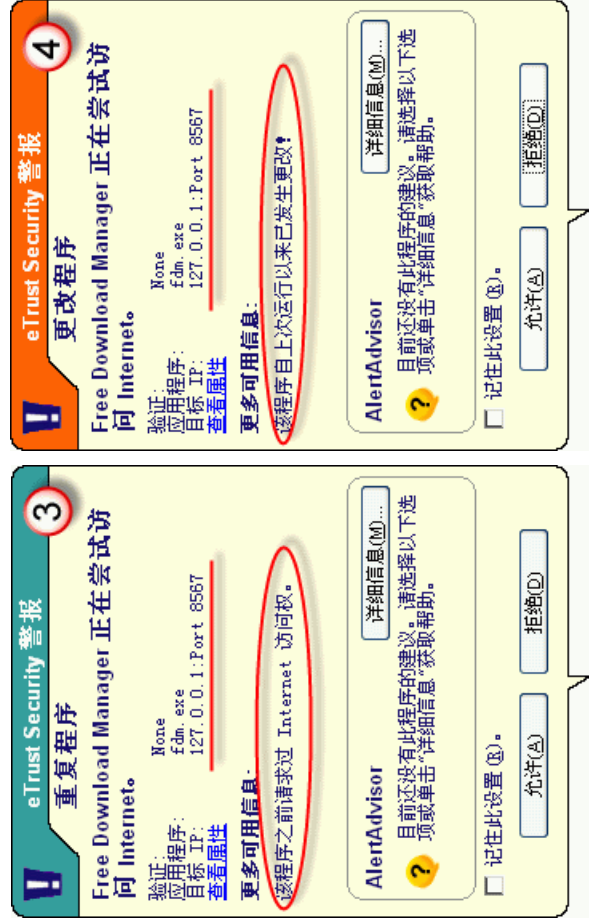 eTrust Security 警报
重复程序
3
Free Download Manager 正在尝试访
问 Internet。
验证: None
应用程序: fdm.exe
目标 IP: 127.0.0.1:Port 8567
查看属性
更多可用信息:
该程序之前请求过 Internet 访问权。
AlertAdvisor
详细信息(M)...
目前还没有此程序的建议。请选择以下选
项或单击“详细信息”获取帮助。
记住此设置(R)。
允许(A)
拒绝(D)
eTrust Security 警报
更改程序
4
Free Download Manager 正在尝试访
问 Internet。
验证: None
应用程序: fdm.exe
目标 IP: 127.0.0.1:Port 8567
查看属性
更多可用信息:
该程序自上次运行以来已发生更改!
AlertAdvisor
详细信息(M)...
目前还没有此程序的建议。请选择以下选
项或单击“详细信息”获取帮助。
记住此设置(R)。
允许(A)
拒绝(D)